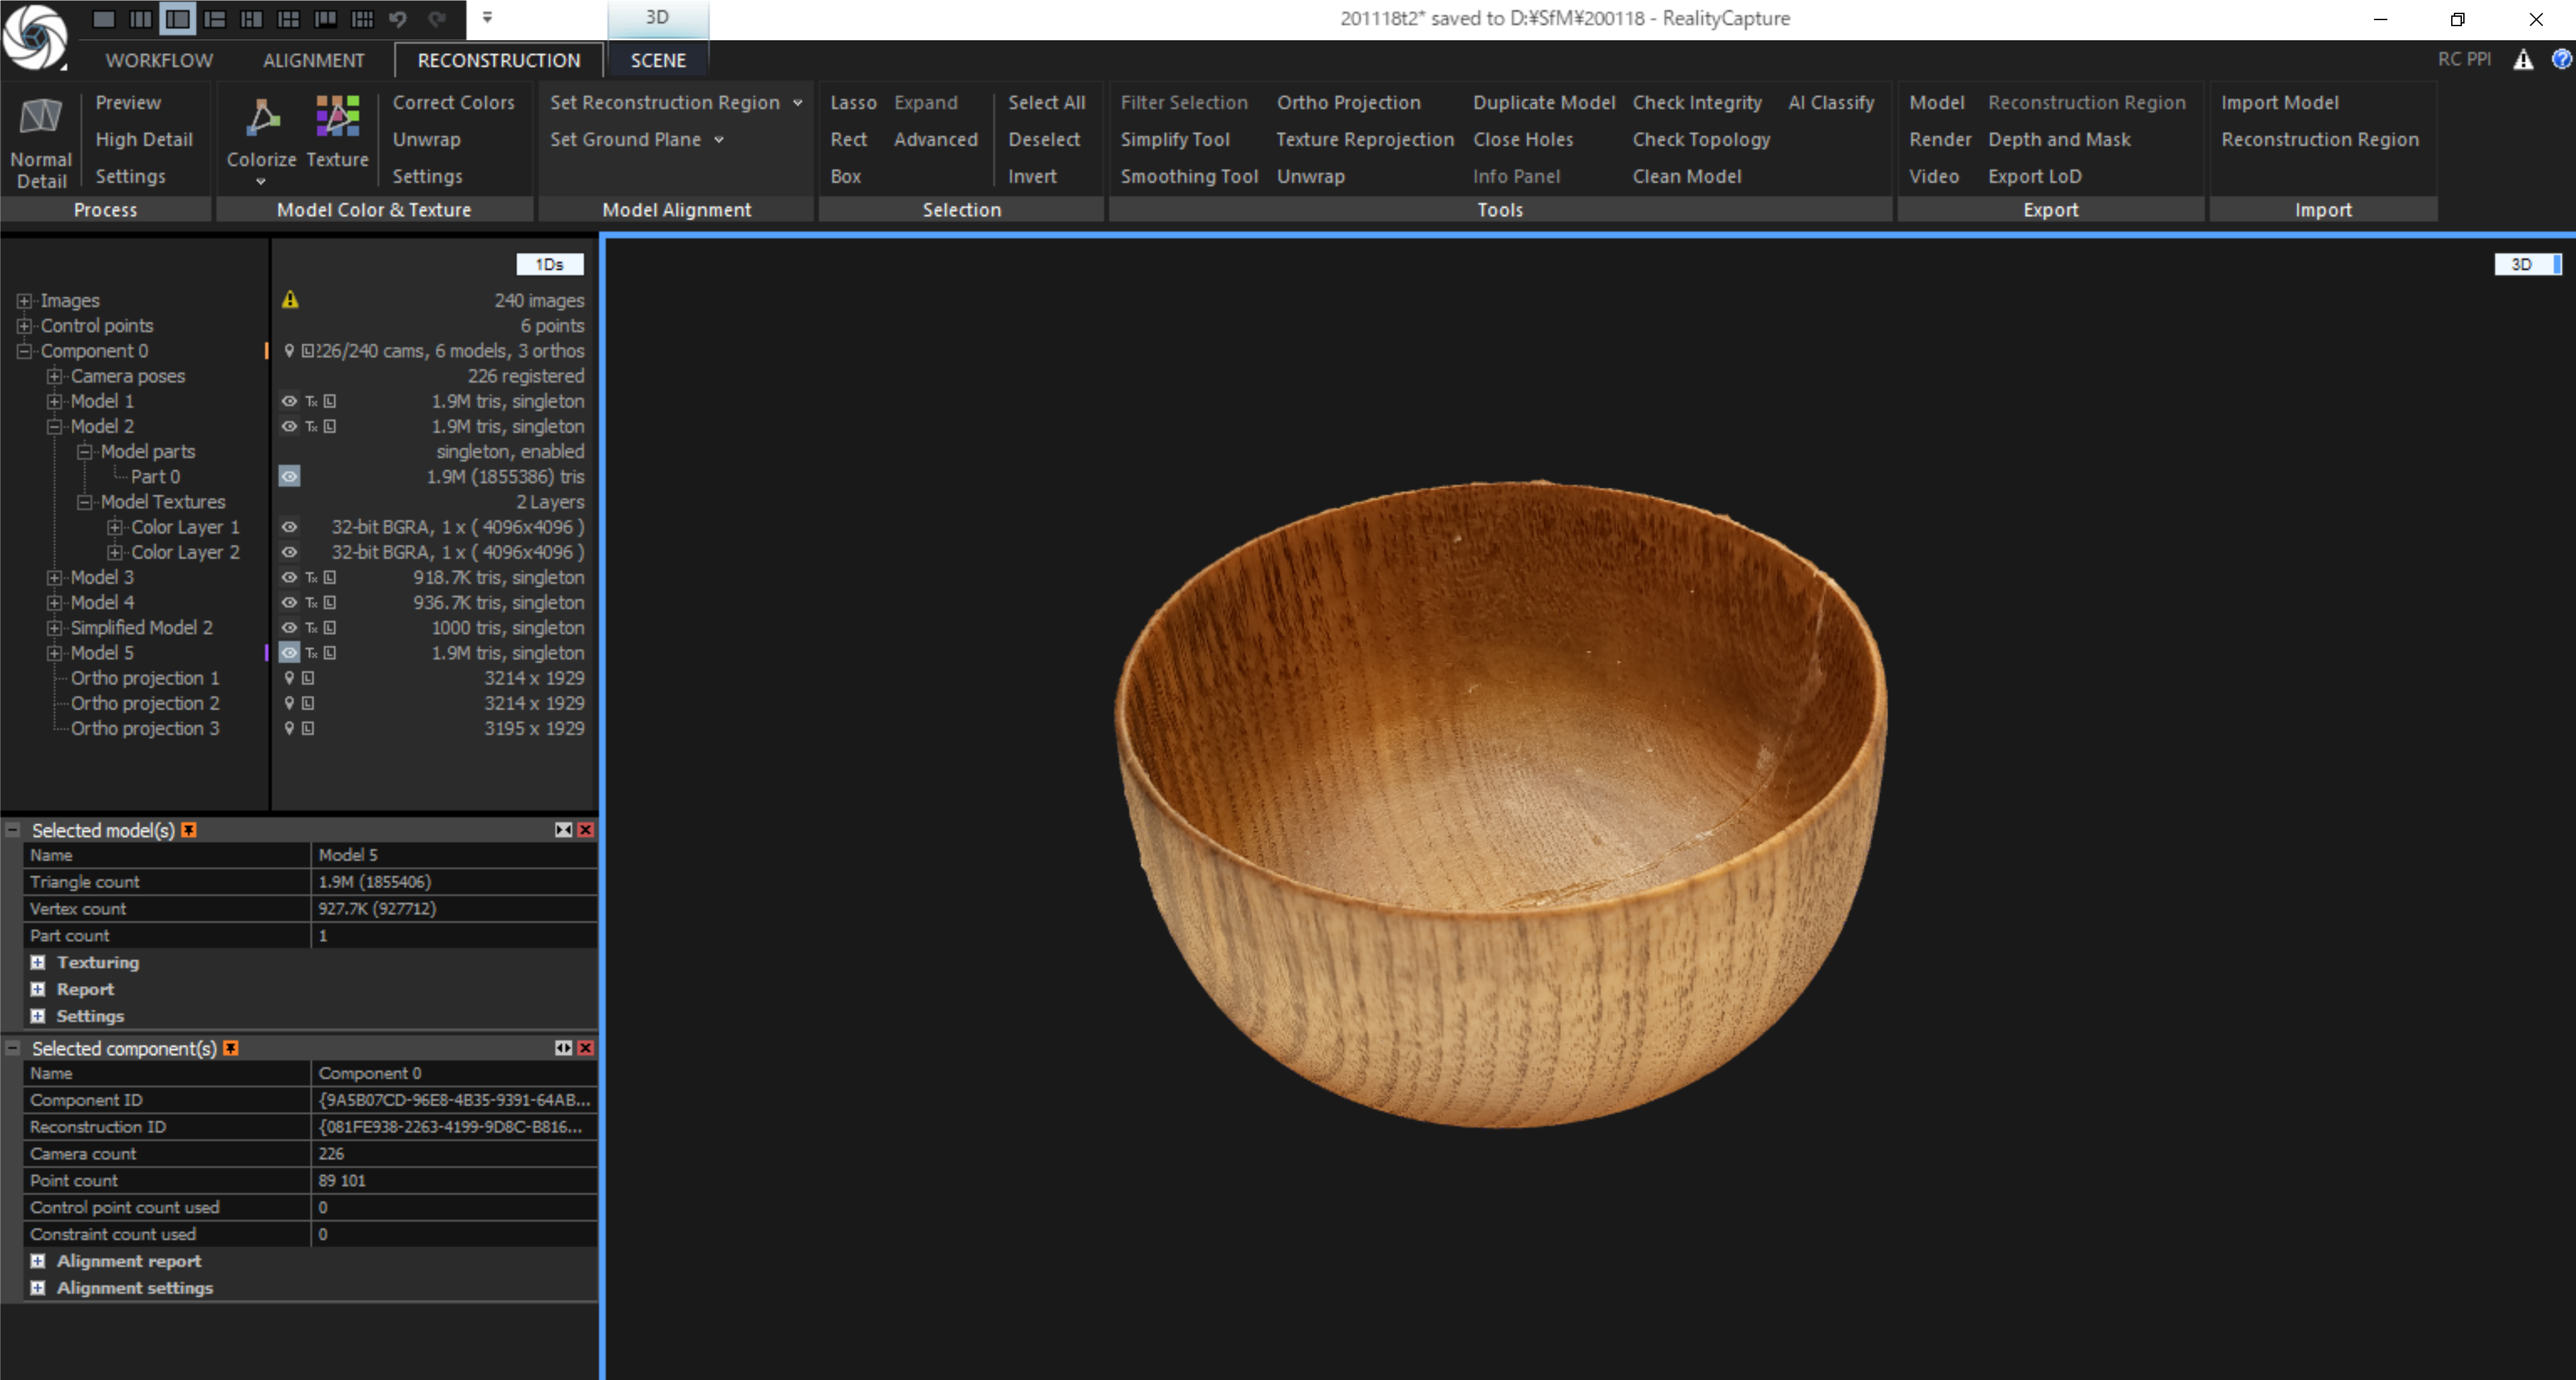 3D
201118t2* saved to D:¥SfM¥200118 - RealityCapture
WORKFLOW ALIGNMENT RECONSTRUCTION SCENE RC PPI
Normal Detail
Preview
High Detail
Settings
Process
Colorize Texture
Correct Colors
Unwrap
Settings
Model Color & Texture
Set Reconstruction Region
Set Ground Plane
Model Alignment
Lasso Expand Select All
Rect Advanced Deselect
Box Invert
Selection
Filter Selection Ortho Projection Duplicate Model Check Integrity AI Classify
Simplify Tool Texture Reprojection Close Holes Check Topology
Smoothing Tool Unwrap Info Panel Clean Model
Tools
Model Reconstruction Region
Render Depth and Mask
Video Export LoD
Export
Import Model
Reconstruction Region
Import
1Ds
3D
Images 240 images
Control points 6 points
Component 0 226/240 cams, 6 models, 3 orthos
Camera poses 226 registered
Model 1 Tx L 1.9M tris, singleton
Model 2 Tx L 1.9M tris, singleton
Model parts singleton, enabled
Part 0 1.9M (1855386) tris
Model Textures 2 Layers
Color Layer 1 32-bit BGRA, 1 x ( 4096x4096 )
Color Layer 2 32-bit BGRA, 1 x ( 4096x4096 )
Model 3 Tx L 918.7K tris, singleton
Model 4 Tx L 936.7K tris, singleton
Simplified Model 2 Tx L 1000 tris, singleton
Model 5 Tx L 1.9M tris, singleton
Ortho projection 1 L 3214 x 1929
Ortho projection 2 L 3214 x 1929
Ortho projection 3 L 3195 x 1929
Selected model(s)
Name Model 5
Triangle count 1.9M (1855406)
Vertex count 927.7K (927712)
Part count 1
Texturing
Report
Settings
Selected component(s)
Name Component 0
Component ID {9A5B07CD-96E8-4B35-9391-64AB...
Reconstruction ID {081FE938-2263-4199-9D8C-B816...
Camera count 226
Point count 89 101
Control point count used 0
Constraint count used 0
Alignment report
Alignment settings